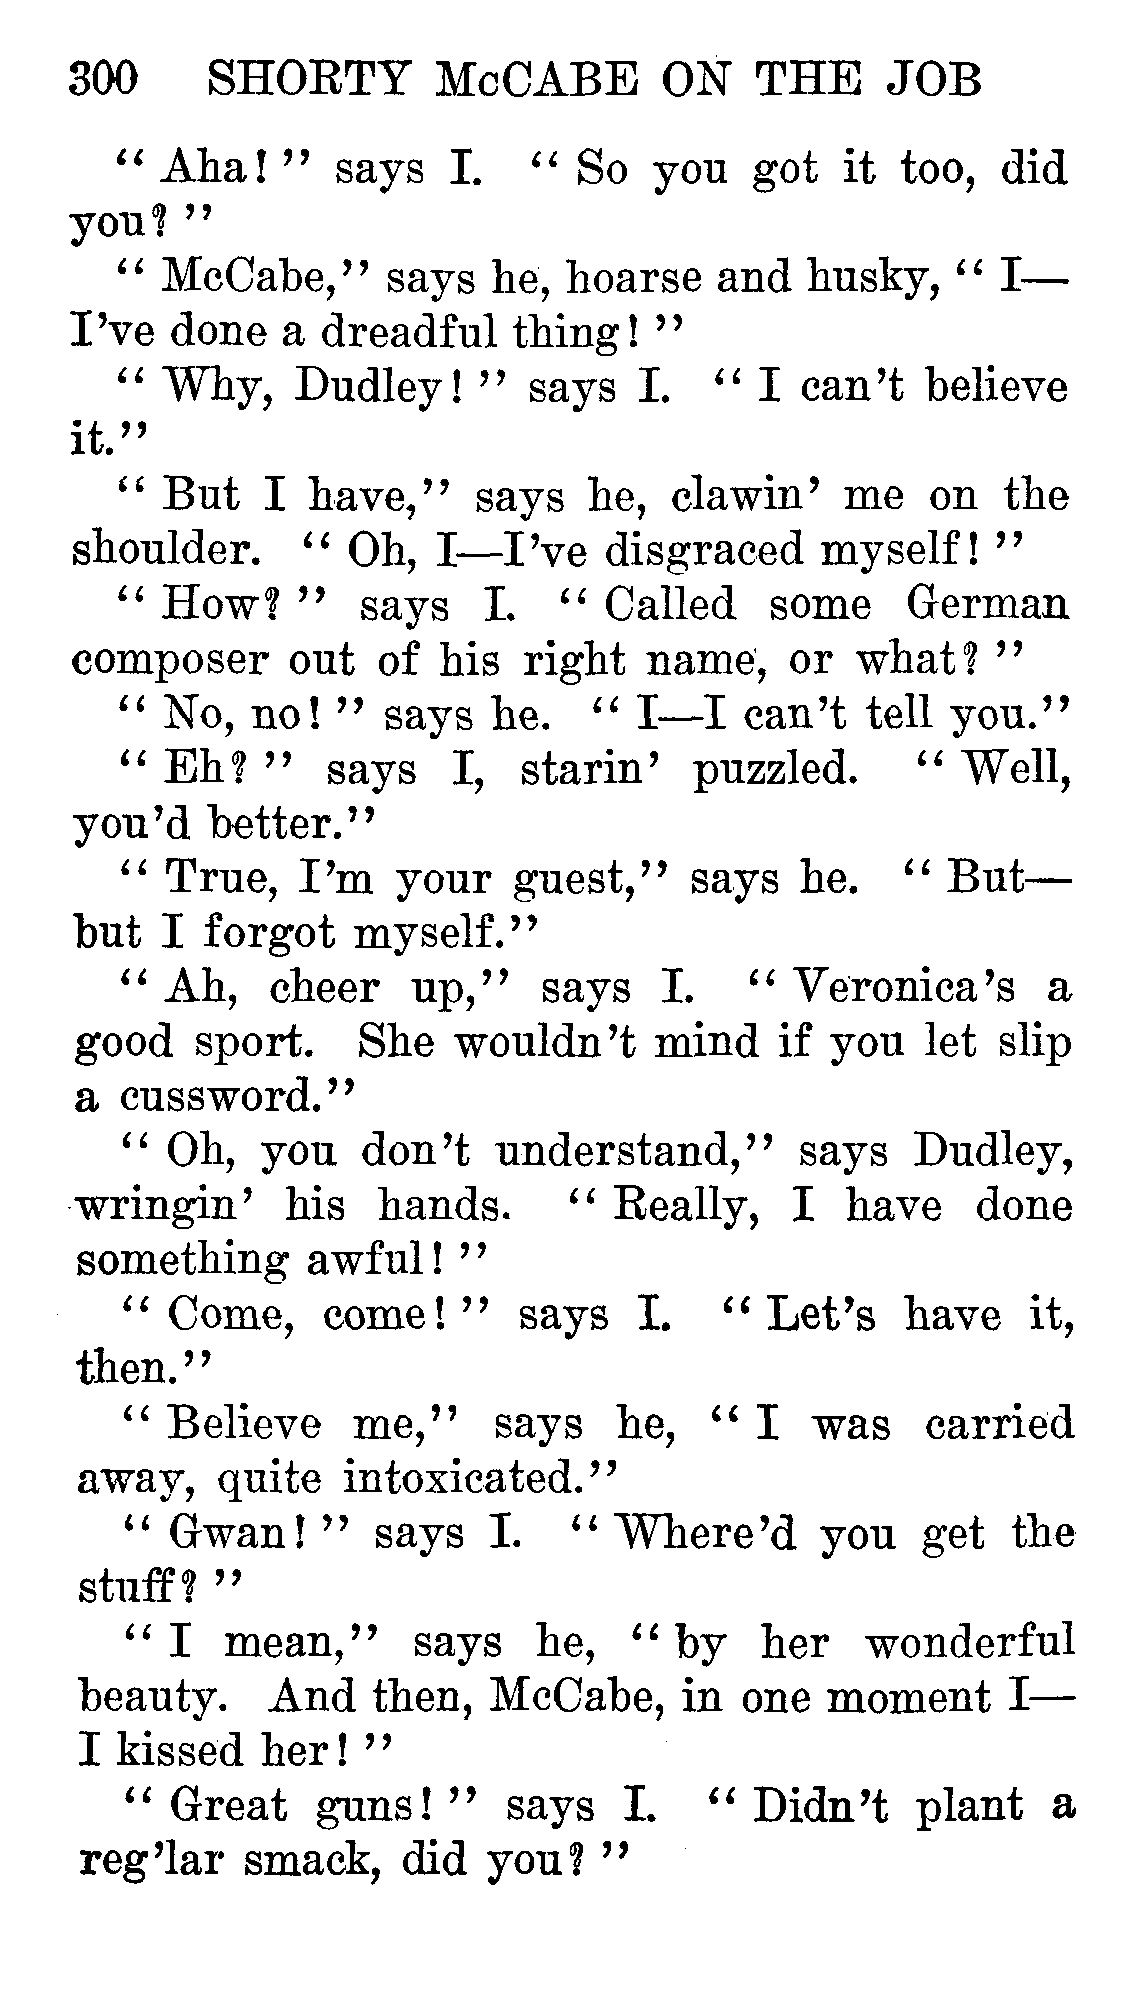 300 SHORTY McCABE ON THE JOB
“ Aha! ” says I. “ So you got it too, did
you? ”
“ McCabe,” says he, hoarse and husky, “ I—
I’ve done a dreadful thing! ”
“ Why, Dudley! ” says I. “ I can’t believe
it.”
“ But I have,” says he, clawin’ me on the
shoulder. “ Oh, I—I’ve disgraced myself! ”
“ How? ” says I. “ Called some German
composer out of his right name, or what? ”
“ No, no! ” says he. “ I—I can’t tell you.”
“ Eh? ” says I, starin’ puzzled. “ Well,
you’d better.”
“ True, I’m your guest,” says he. “ But—
but I forgot myself.”
“ Ah, cheer up,” says I. “ Veronica’s a
good sport. She wouldn’t mind if you let slip
a cussword.”
“ Oh, you don’t understand,” says Dudley,
wringin’ his hands. “ Really, I have done
something awful! ”
“ Come, come! ” says I. “ Let’s have it,
then.”
“ Believe me,” says he, “ I was carried
away, quite intoxicated.”
“ Gwan! ” says I. “ Where’d you get the
stuff? ”
“ I mean,” says he, “ by her wonderful
beauty. And then, McCabe, in one moment I—
I kissed her! ”
“ Great guns! ” says I. “ Didn’t plant a
reg’lar smack, did you? ”